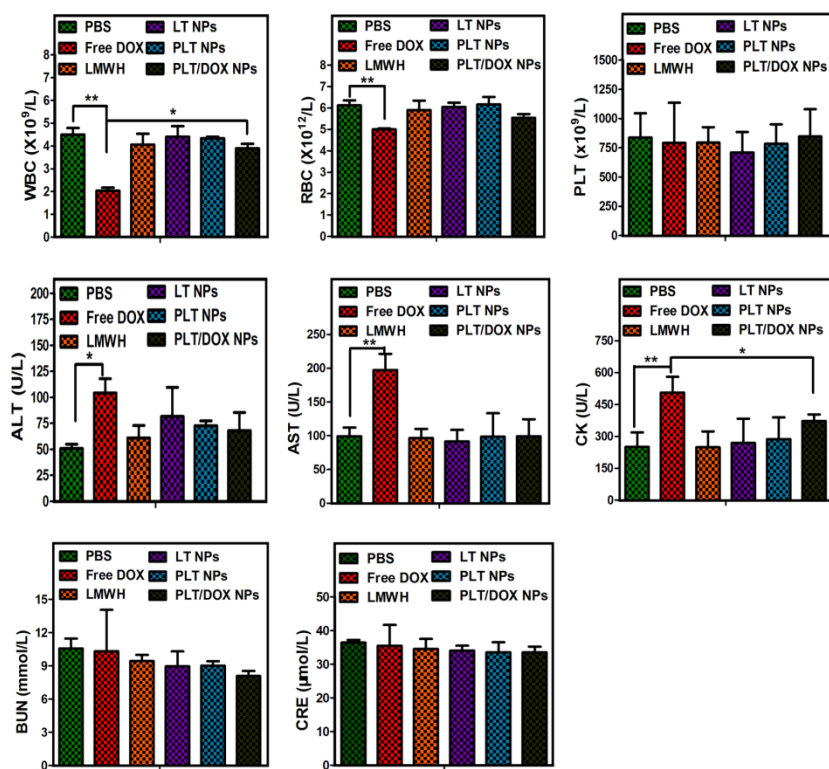 PBS LT NPs
Free DOX PLT NPs
LMWH PLT/DOX NPs
WBC (X10⁹/L)
8
7
6
5
4
3
2
1
0
** *
PBS LT NPs
Free DOX PLT NPs
LMWH PLT/DOX NPs
RBC (X10¹²/L)
8
7
6
5
4
3
2
1
0
**
PBS LT NPs
Free DOX PLT NPs
LMWH PLT/DOX NPs
PLT (x10⁹/L)
1500
1250
1000
750
500
250
0
PBS LT NPs
Free DOX PLT NPs
LMWH PLT/DOX NPs
ALT (U/L)
200
175
150
125
100
75
50
25
0
*
PBS LT NPs
Free DOX PLT NPs
LMWH PLT/DOX NPs
AST (U/L)
250
200
150
100
50
0
**
PBS LT NPs
Free DOX PLT NPs
LMWH PLT/DOX NPs
CK (U/L)
750
600
450
300
150
0
** *
PBS LT NPs
Free DOX PLT NPs
LMWH PLT/DOX NPs
BUN (mmol/L)
15
12
9
6
3
0
PBS LT NPs
Free DOX PLT NPs
LMWH PLT/DOX NPs
CRE (μmol/L)
50
40
30
20
10
0